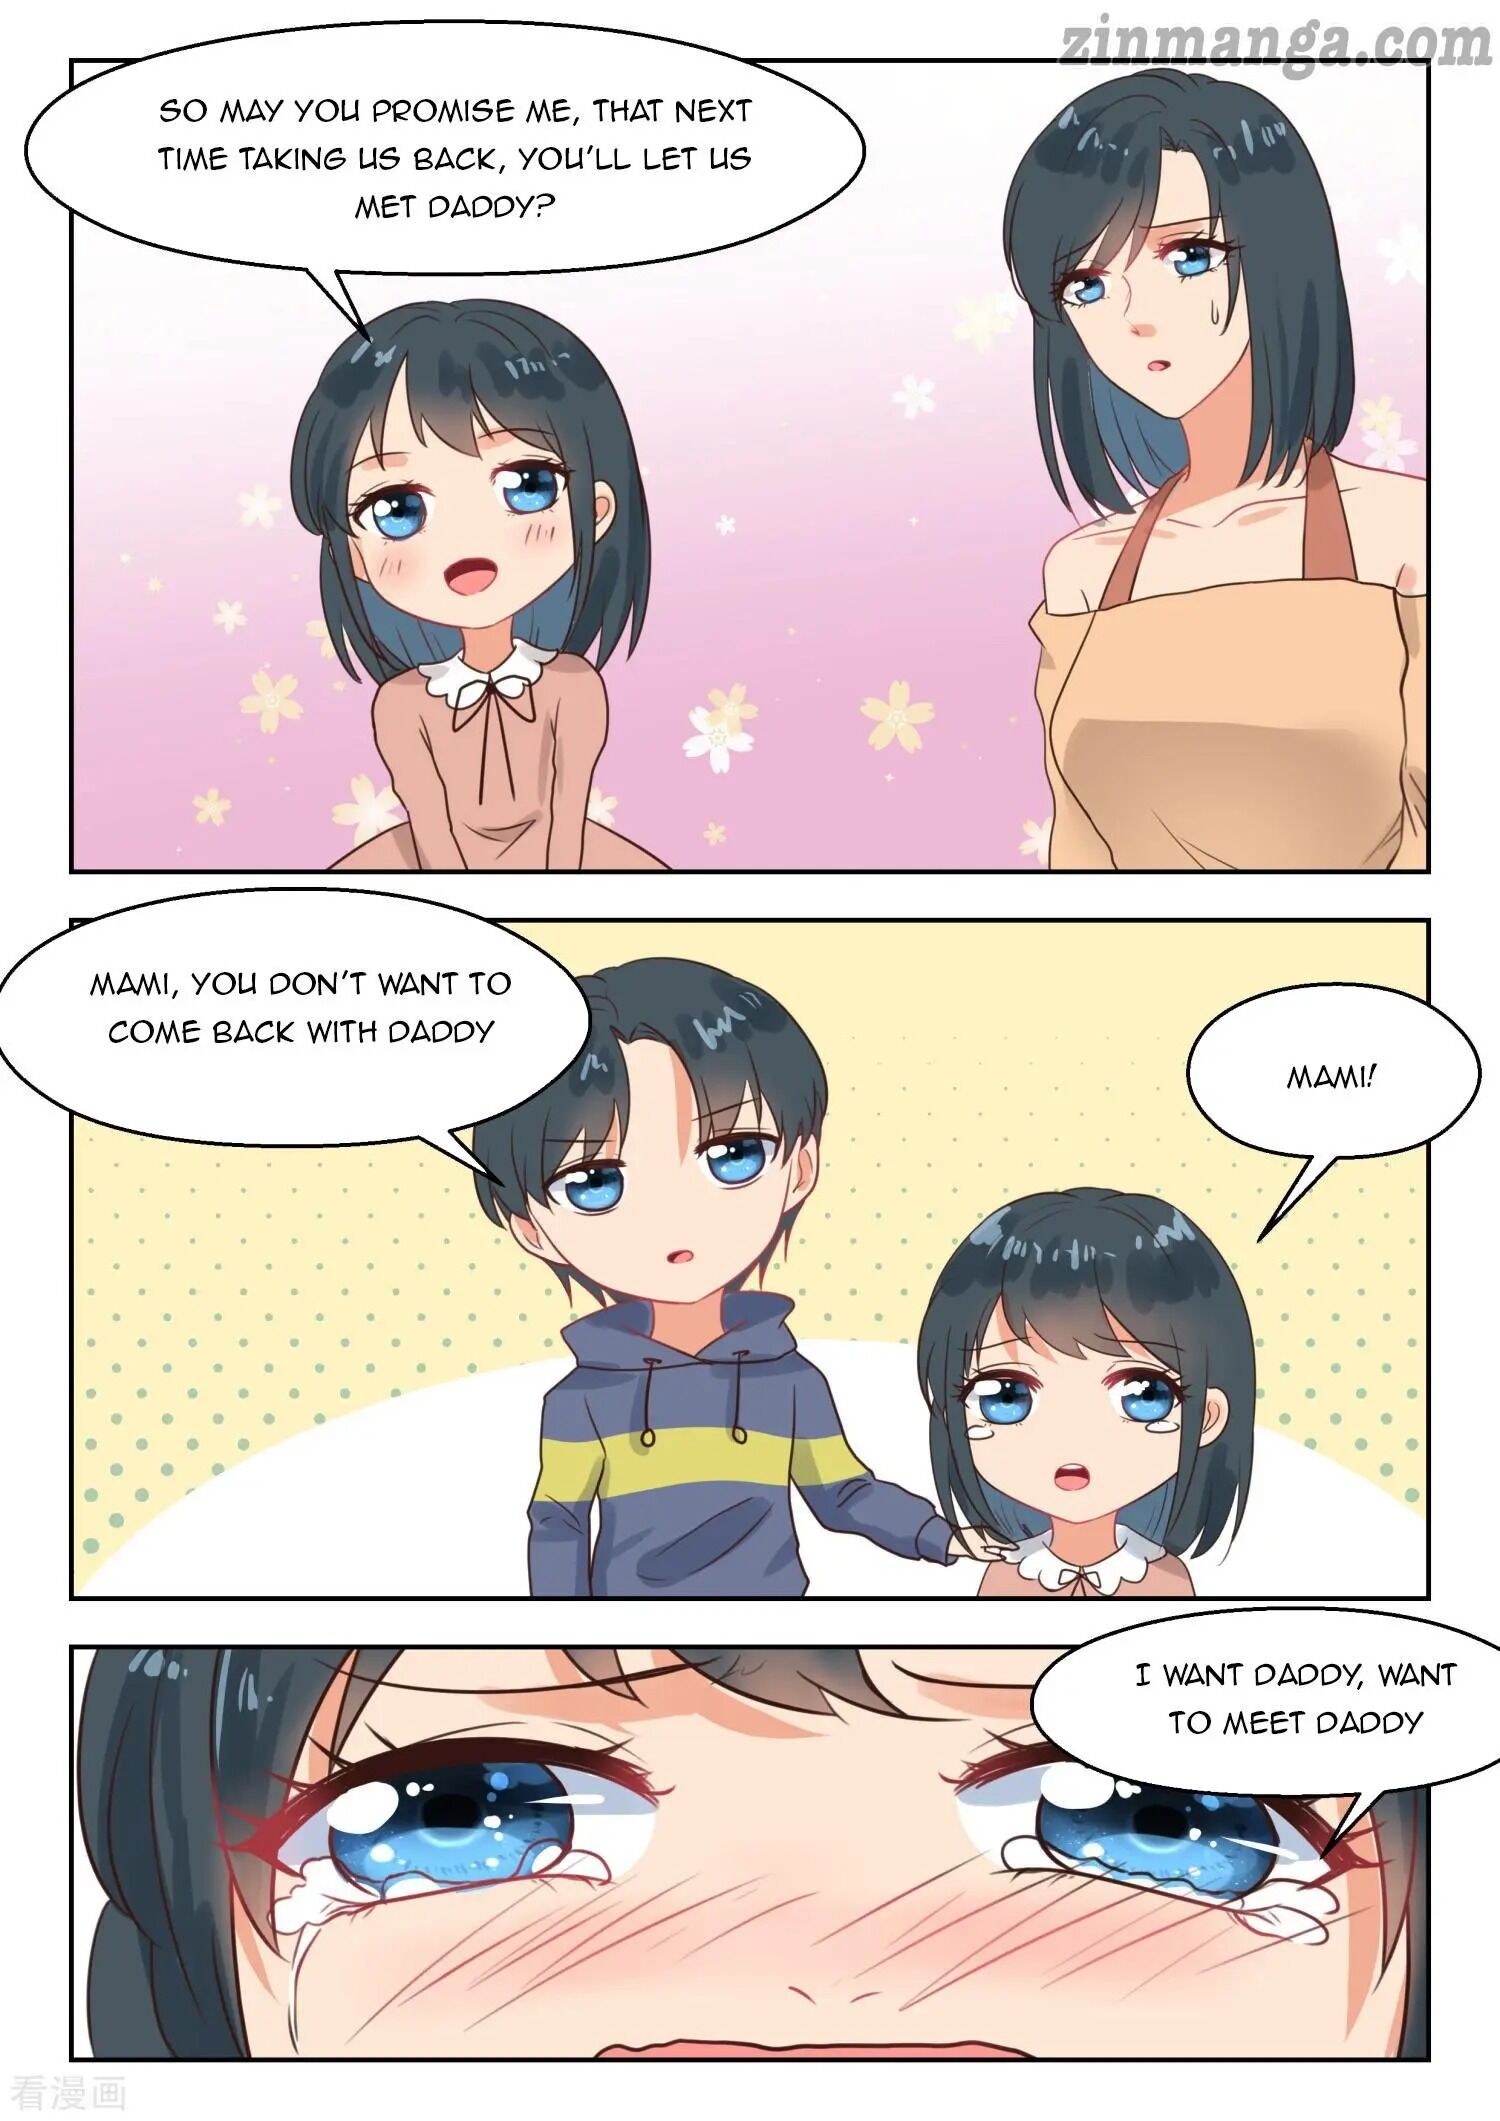 zinmanga.com
SO MAY YOU PROMISE ME, THAT NEXT
TIME TAKING US BACK, YOU'LL LET US
MET DADDY?
MAMI, YOU DON'T WANT TO
COME BACK WITH DADDY
MAMI!
I WANT DADDY, WANT
TO MEET DADDY
看漫画